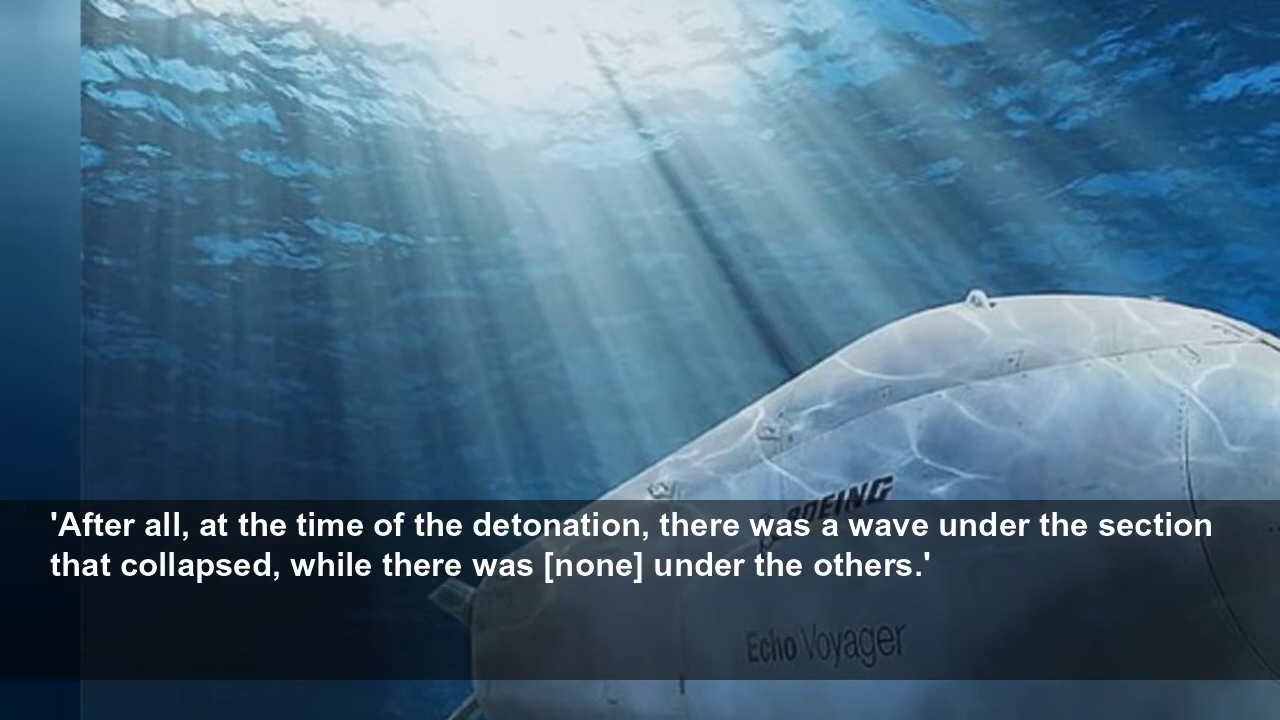 'After all, at the time of the detonation, there was a wave under the section
that collapsed, while there was [none] under the others.'
BOEING
Echo Voyager